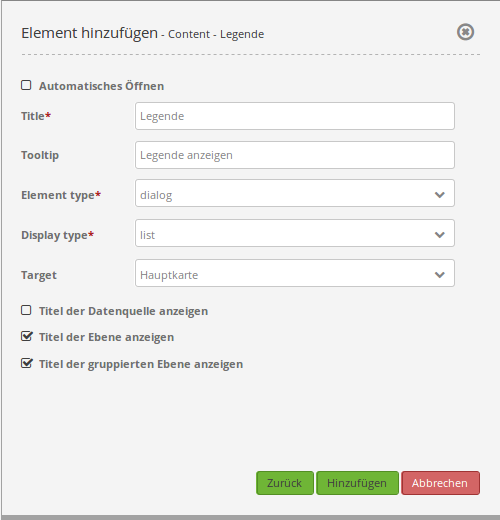 Element hinzufügen - Content - Legende
Automatisches Öffnen
Title* Legende
Tooltip Legende anzeigen
Element type* dialog
Display type* list
Target Hauptkarte
Titel der Datenquelle anzeigen
Titel der Ebene anzeigen
Titel der gruppierten Ebene anzeigen
Zurück Hinzufügen Abbrechen